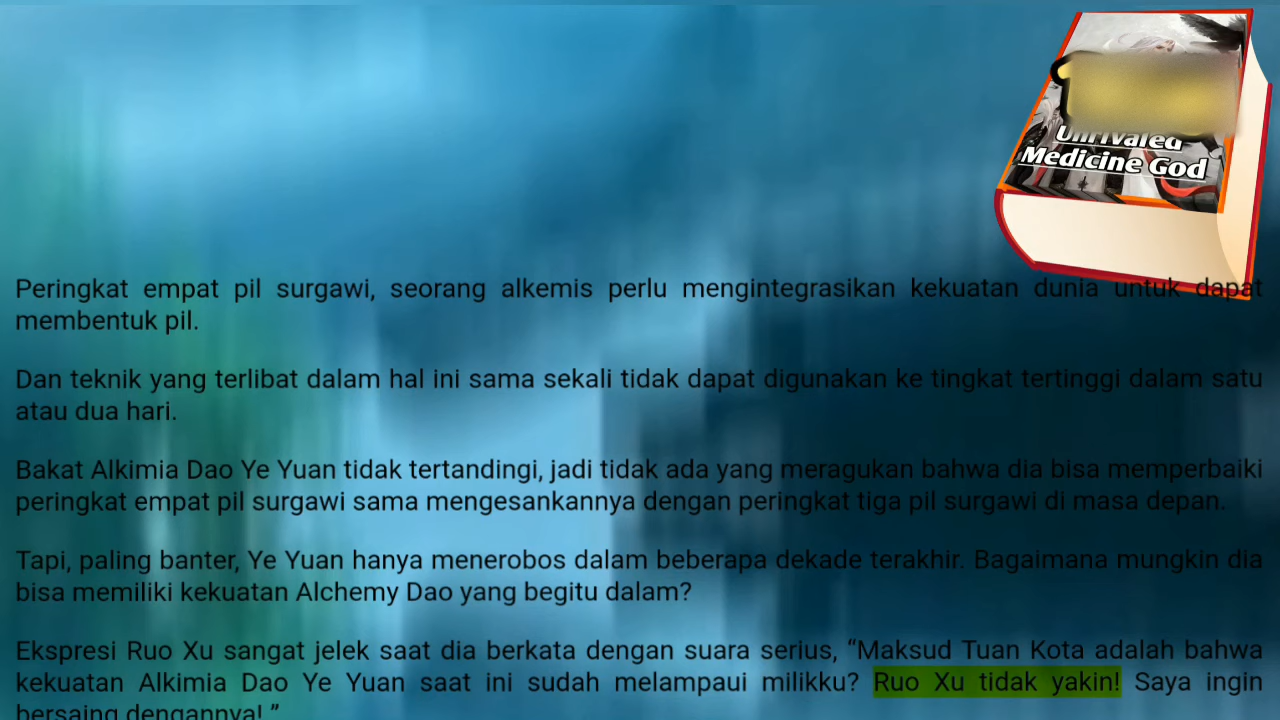 Unrivaled
Medicine God
Peringkat empat pil surgawi, seorang alkemis perlu mengintegrasikan kekuatan dunia untuk dapat
membentuk pil.
Dan teknik yang terlibat dalam hal ini sama sekali tidak dapat digunakan ke tingkat tertinggi dalam satu
atau dua hari.
Bakat Alkimia Dao Ye Yuan tidak tertandingi, jadi tidak ada yang meragukan bahwa dia bisa memperbaiki
peringkat empat pil surgawi sama mengesankannya dengan peringkat tiga pil surgawi di masa depan.
Tapi, paling banter, Ye Yuan hanya menerobos dalam beberapa dekade terakhir. Bagaimana mungkin dia
bisa memiliki kekuatan Alchemy Dao yang begitu dalam?
Ekspresi Ruo Xu sangat jelek saat dia berkata dengan suara serius, “Maksud Tuan Kota adalah bahwa
kekuatan Alkimia Dao Ye Yuan saat ini sudah melampaui milikku? Ruo Xu tidak yakin! Saya ingin
bersaing dengannya! ”